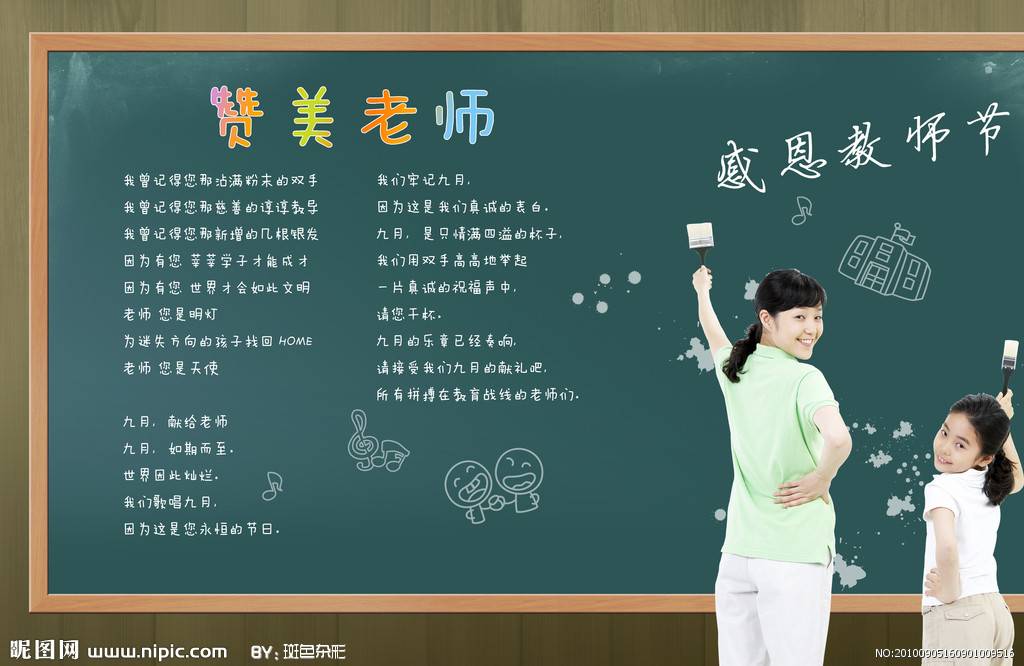 赞美老师
我曾记得您那沾满粉末的双手
我曾记得您那慈善的谆谆教导
我曾记得您那新增的几根银发
因为有您 莘莘学子才能成才
因为有您 世界才会如此文明
老师 您是明灯
为迷失方向的孩子找回 HOME
老师 您是天使
九月，献给老师
九月，如期而至。
世界因此灿烂。
我们歌唱九月，
因为这是您永恒的节日。
我们牢记九月，
因为这是我们真诚的表白。
九月，是只情满四溢的杯子，
我们用双手高高地举起
一片真诚的祝福声中，
请您干杯。
九月的乐章已经奏响，
请接受我们九月的献礼吧，
所有拼搏在教育战线的老师们。
感恩教师节
昵图网 www.nipic.com BY：斑色杂形
NO:20100905160901009516